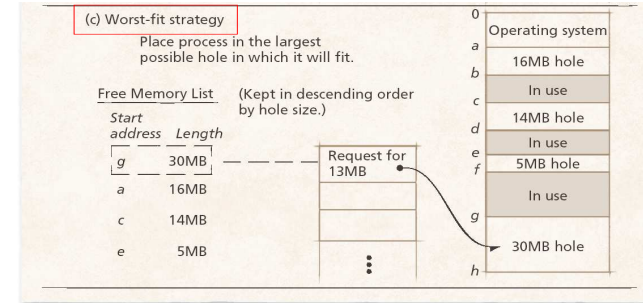 (c) Worst-fit strategy
Place process in the largest
possible hole in which it will fit.
Free Memory List (Kept in descending order
by hole size.)
Start
address Length
g 30MB
a 16MB
c 14MB
e 5MB
Request for
13MB
0
Operating system
a
16MB hole
b
In use
c
14MB hole
d
In use
e
5MB hole
f
In use
g
30MB hole
h